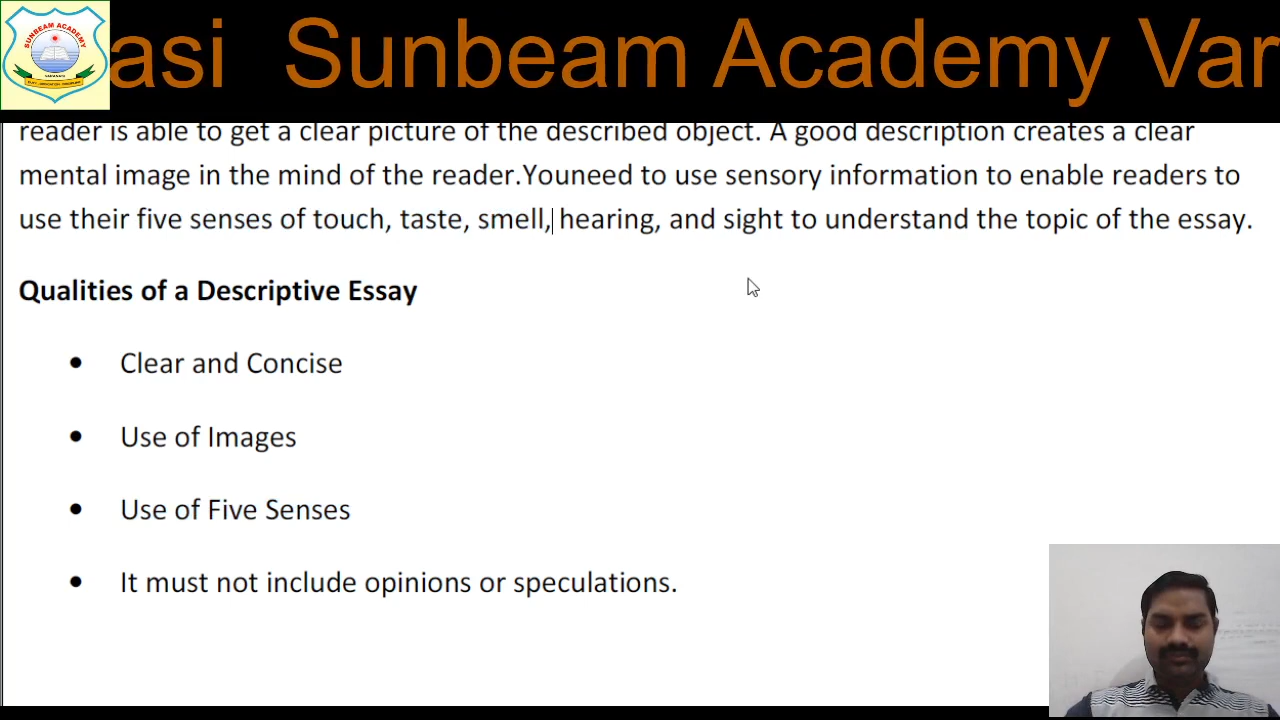 SUNBEAM ACADEMY
VARANASI
asi Sunbeam Academy Var
reader is able to get a clear picture of the described object. A good description creates a clear
mental image in the mind of the reader.Youneed to use sensory information to enable readers to
use their five senses of touch, taste, smell, hearing, and sight to understand the topic of the essay.
Qualities of a Descriptive Essay
• Clear and Concise
• Use of Images
• Use of Five Senses
• It must not include opinions or speculations.